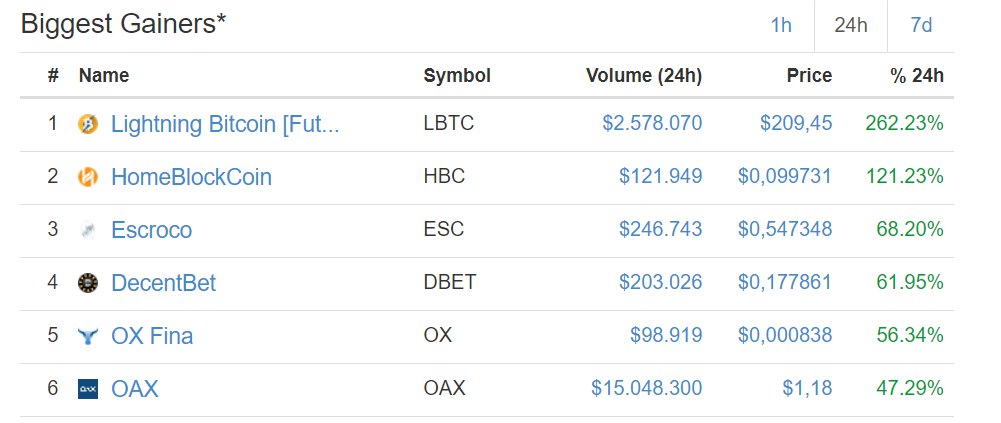 Biggest Gainers* 1h 24h 7d
# Name Symbol Volume (24h) Price % 24h
1 Lightning Bitcoin [Fut... LBTC $2.578.070 $209,45 262.23%
2 HomeBlockCoin HBC $121.949 $0,099731 121.23%
3 Escroco ESC $246.743 $0,547348 68.20%
4 DecentBet DBET $203.026 $0,177861 61.95%
5 OX Fina OX $98.919 $0,000838 56.34%
6 OAX OAX $15.048.300 $1,18 47.29%